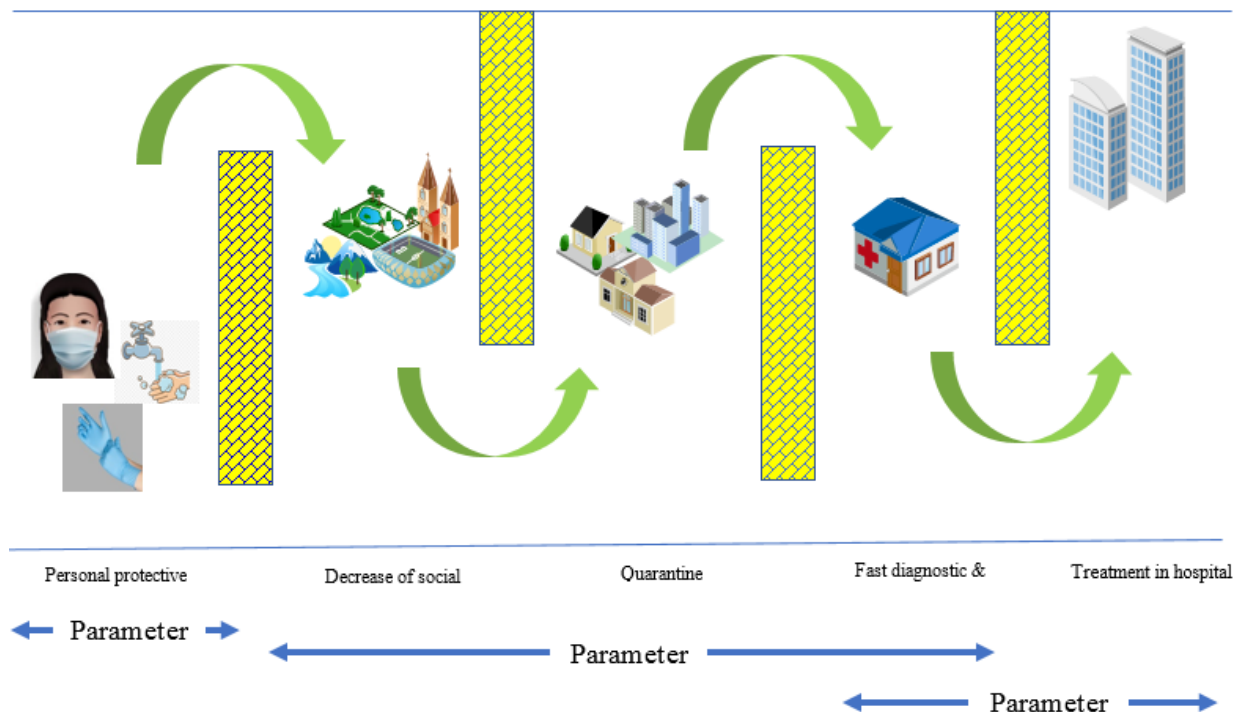 Personal protective
Decrease of social
Quarantine
Fast diagnostic &
Treatment in hospital
Parameter
Parameter
Parameter